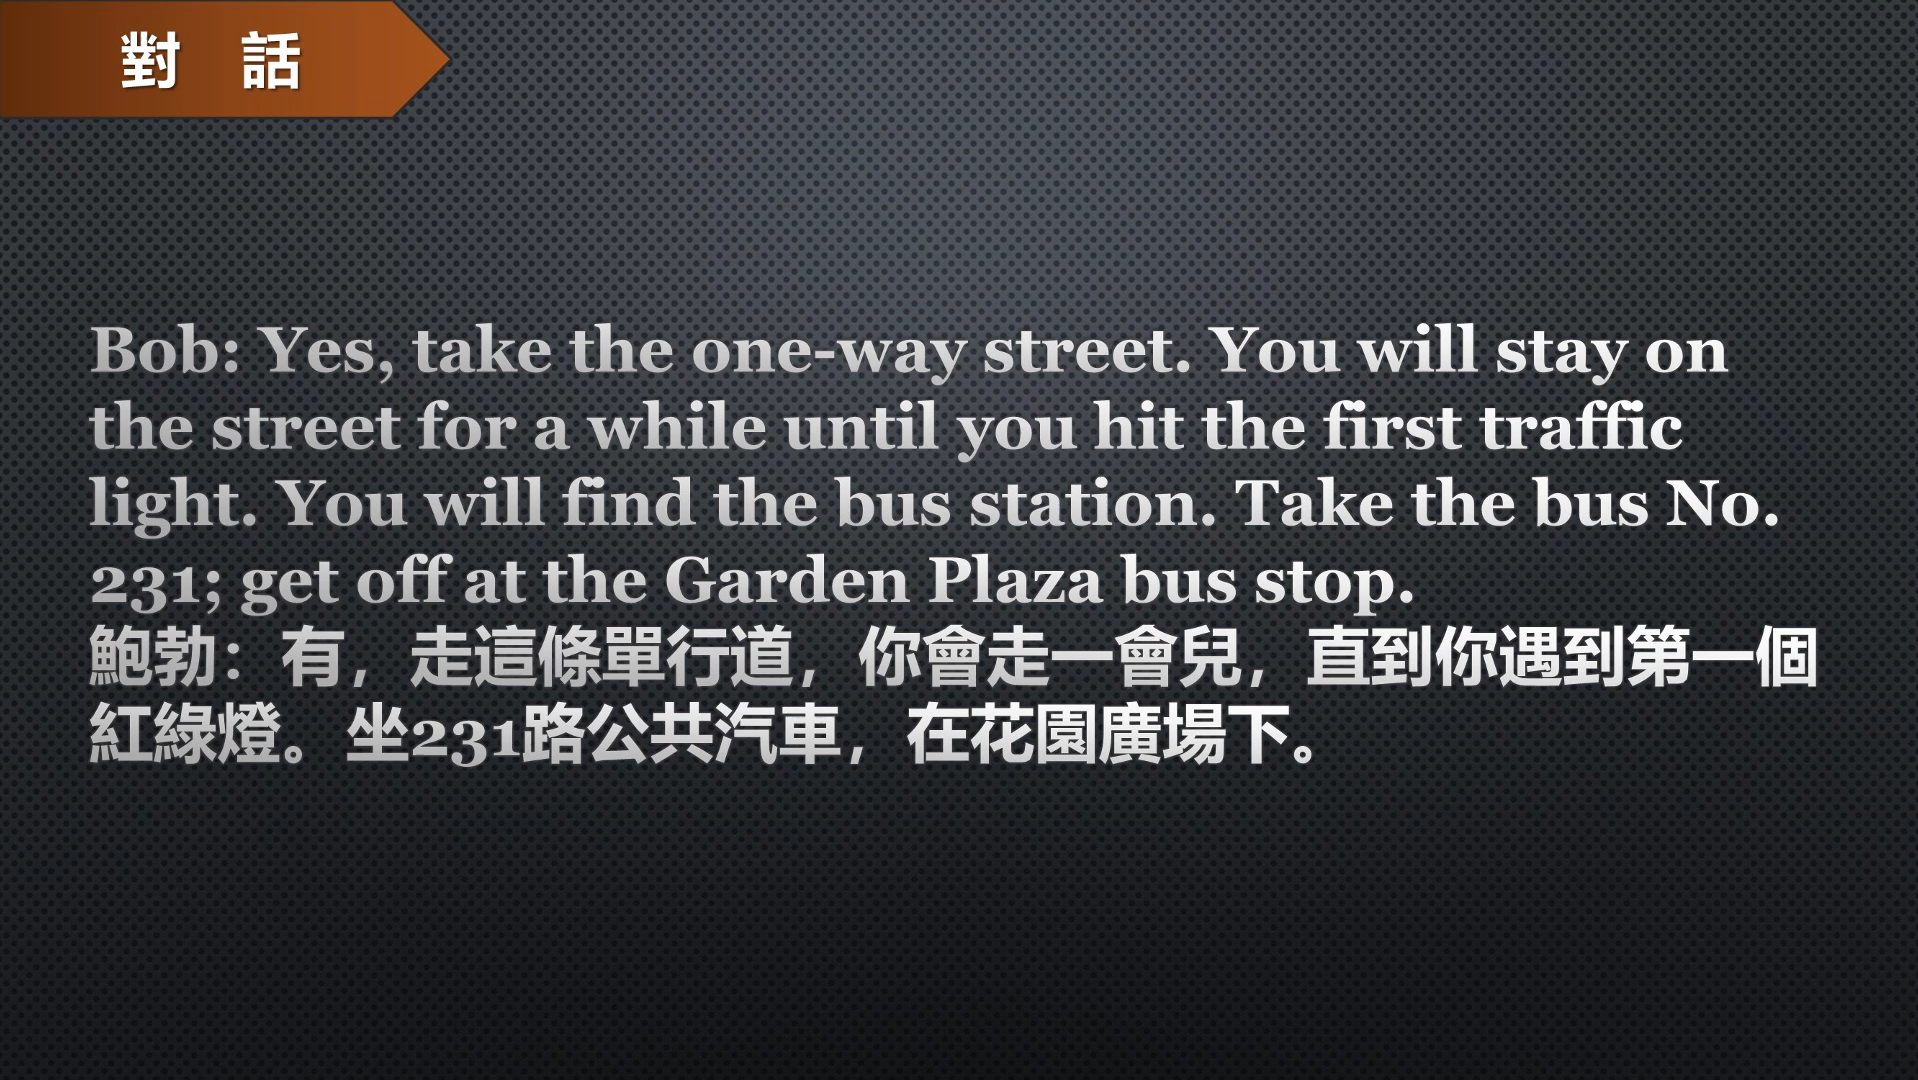 對 話
Bob: Yes, take the one-way street. You will stay on
the street for a while until you hit the first traffic
light. You will find the bus station. Take the bus No.
231; get off at the Garden Plaza bus stop.
鮑勃：有，走這條單行道，你會走一會兒，直到你遇到第一個
紅綠燈。坐231路公共汽車，在花園廣場下。